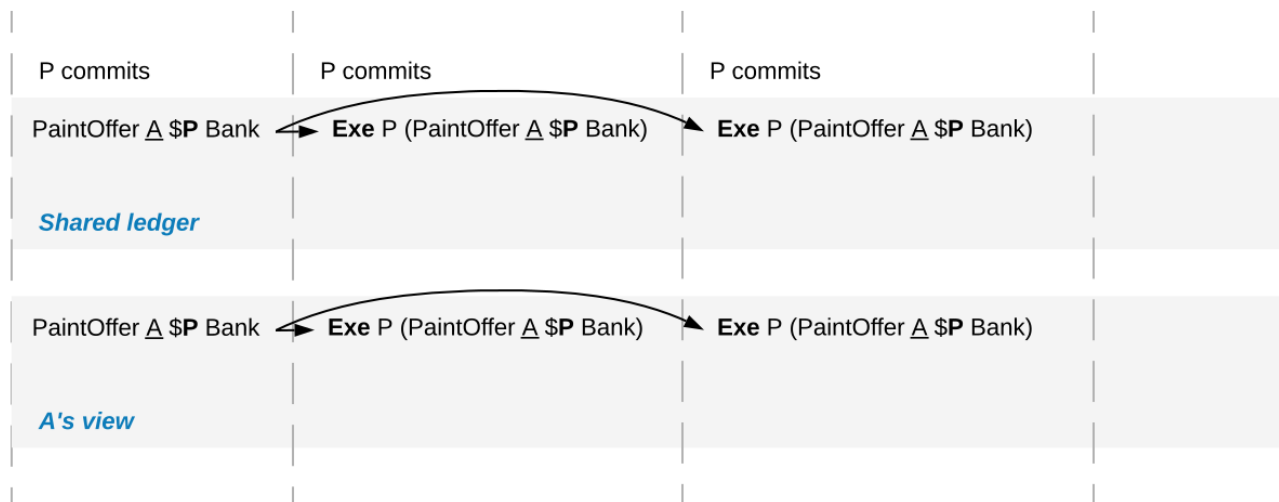 P commits
P commits
P commits
PaintOffer A $P Bank
Exe P (PaintOffer A $P Bank)
Exe P (PaintOffer A $P Bank)
Shared ledger
PaintOffer A $P Bank
Exe P (PaintOffer A $P Bank)
Exe P (PaintOffer A $P Bank)
A's view